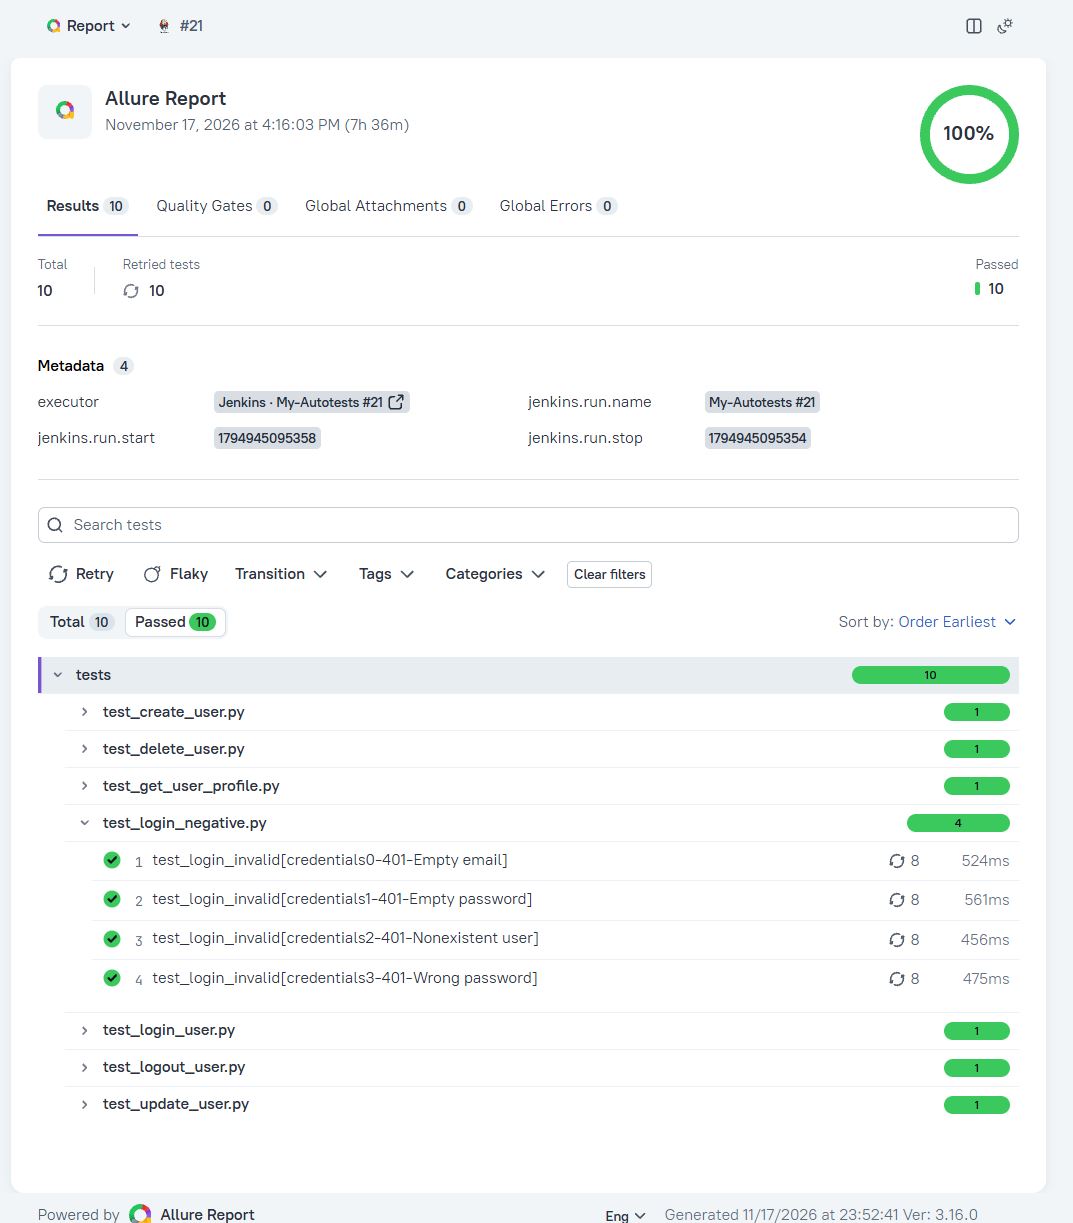 Report #21
Allure Report
November 17, 2026 at 4:16:03 PM (7h 36m)
100%
Results 10 Quality Gates 0 Global Attachments 0 Global Errors 0
Total Retried tests Passed
10 10 10
Metadata 4
executor Jenkins · My-Autotests #21 jenkins.run.name My-Autotests #21
jenkins.run.start 1794945095358 jenkins.run.stop 1794945095354
Search tests
Retry Flaky Transition Tags Categories Clear filters
Total 10 Passed 10 Sort by: Order Earliest
tests 10
test_create_user.py 1
test_delete_user.py 1
test_get_user_profile.py 1
test_login_negative.py 4
1 test_login_invalid[credentials0-401-Empty email] 8 524ms
2 test_login_invalid[credentials1-401-Empty password] 8 561ms
3 test_login_invalid[credentials2-401-Nonexistent user] 8 456ms
4 test_login_invalid[credentials3-401-Wrong password] 8 475ms
test_login_user.py 1
test_logout_user.py 1
test_update_user.py 1
Powered by Allure Report Eng Generated 11/17/2026 at 23:52:41 Ver: 3.16.0